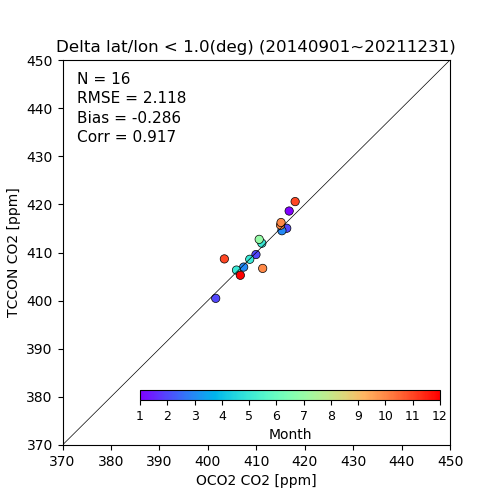 Delta lat/lon < 1.0(deg) (20140901~20211231)
N = 16
RMSE = 2.118
Bias = -0.286
Corr = 0.917
TCCON CO2 [ppm]
450
440
430
420
410
400
390
380
370
1 2 3 4 5 6 7 8 9 10 11 12
Month
370 380 390 400 410 420 430 440 450
OCO2 CO2 [ppm]